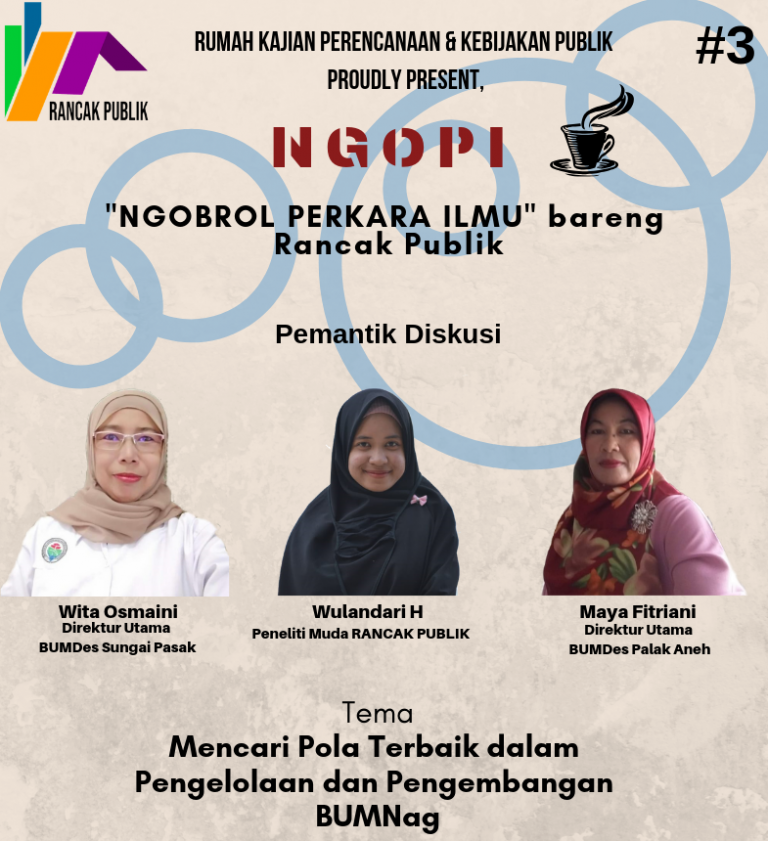 RUMAH KAJIAN PERENCANAAN & KEBIJAKAN PUBLIK
#3
PROUDLY PRESENT,
RANCAK PUBLIK
NGOPI
"NGOBROL PERKARA ILMU" bareng
Rancak Publik
Pemantik Diskusi
Wita Osmaini
Direktur Utama
BUMDes Sungai Pasak
Wulandari H
Peneliti Muda RANCAK PUBLIK
Maya Fitriani
Direktur Utama
BUMDes Palak Aneh
Tema
Mencari Pola Terbaik dalam
Pengelolaan dan Pengembangan
BUMNag